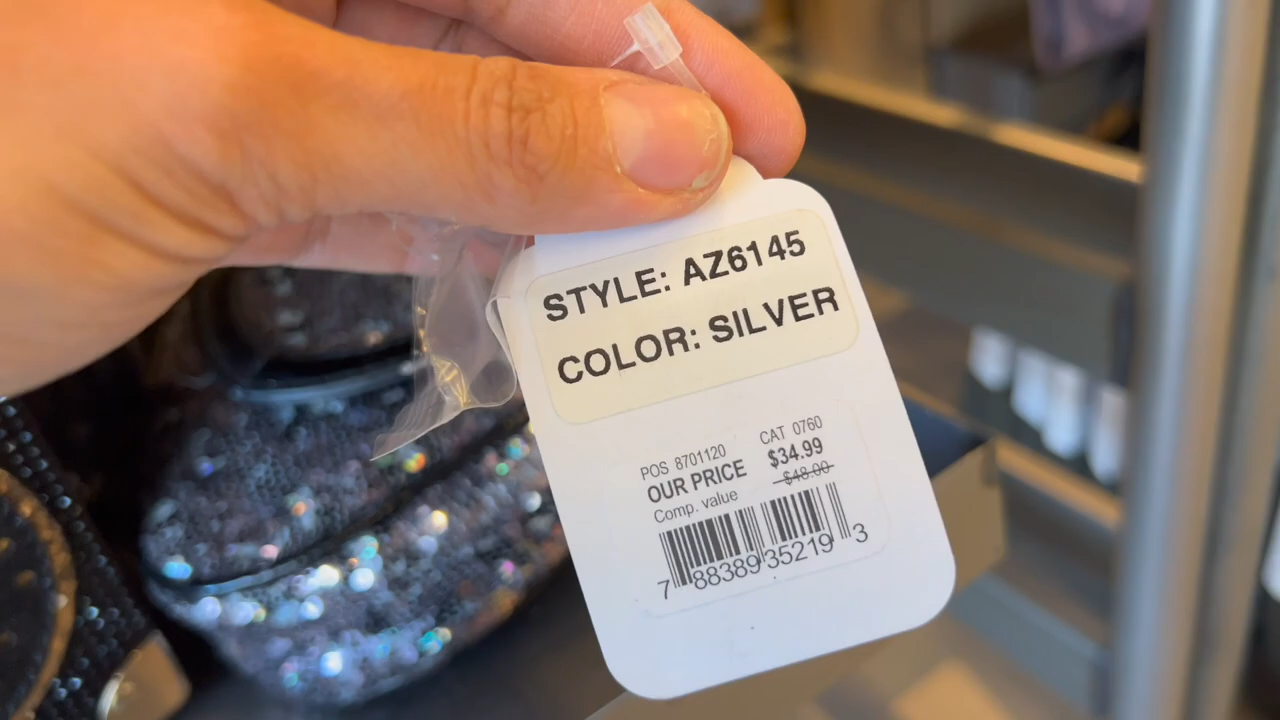 STYLE: AZ6145
COLOR: SILVER
POS 8701120 CAT 0760
OUR PRICE $34.99
Comp. value $48.00
7 88389 35219 3